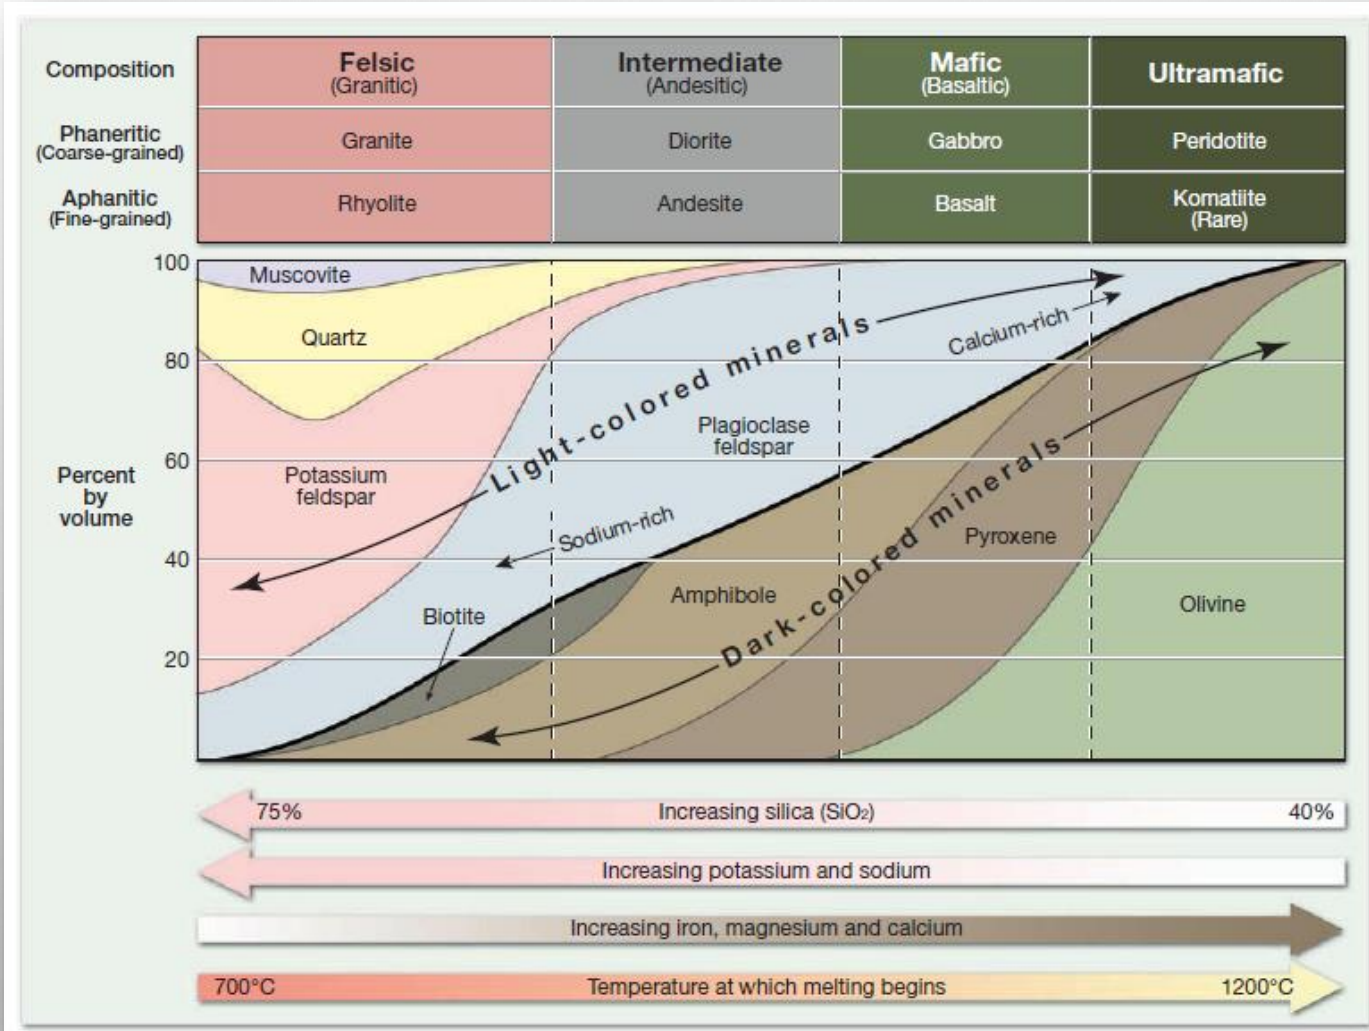 Composition
Felsic
(Granitic)
Intermediate
(Andesitic)
Mafic
(Basaltic)
Ultramafic
Phaneritic
(Coarse-grained)
Granite
Diorite
Gabbro
Peridotite
Aphanitic
(Fine-grained)
Rhyolite
Andesite
Basalt
Komatiite
(Rare)
100
80
60
40
20
Percent
by
volume
Muscovite
Quartz
Potassium
feldspar
Light-colored minerals
Calcium-rich
Plagioclase
feldspar
Sodium-rich
Biotite
Amphibole
Dark-colored minerals
Pyroxene
Olivine
75%
Increasing silica (SiO₂)
40%
Increasing potassium and sodium
Increasing iron, magnesium and calcium
700°C
Temperature at which melting begins
1200°C